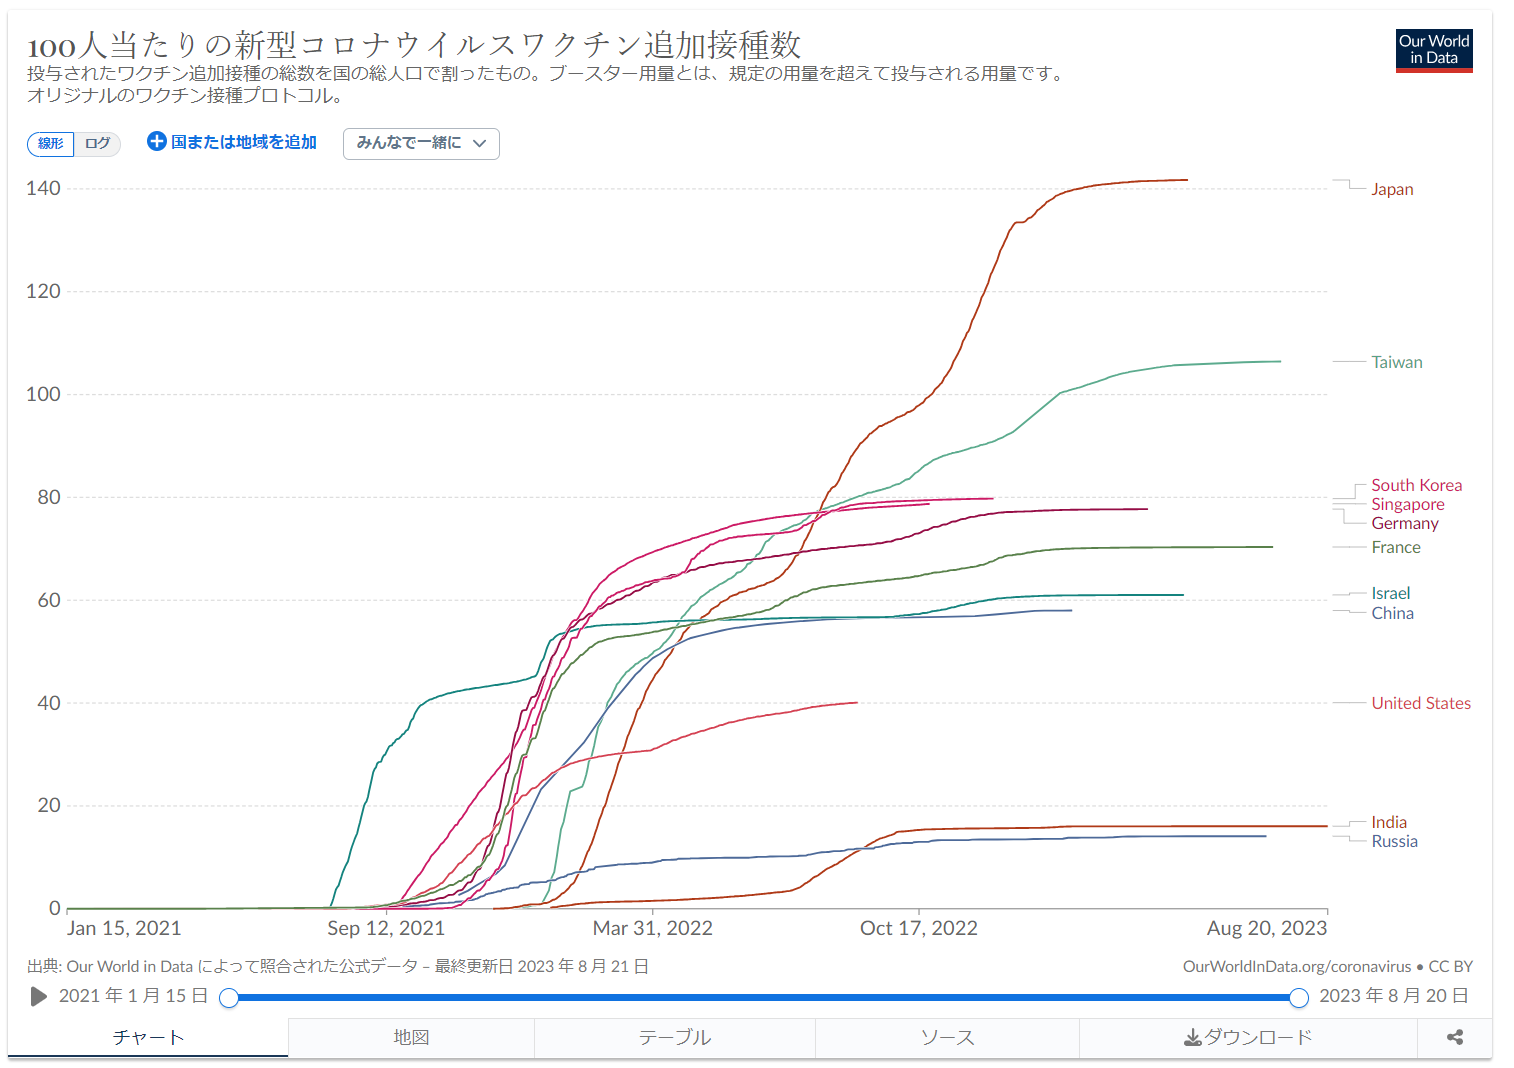 100人当たりの新型コロナウイルスワクチン追加接種数
投与されたワクチン追加接種の総数を国の総人口で割ったもの。ブースター用量とは、規定の用量を超えて投与される用量です。
オリジナルのワクチン接種プロトコル。
Our World
in Data
線形 ログ 国または地域を追加 みんなで一緒に
140
120
100
80
60
40
20
0
Japan
Taiwan
South Korea
Singapore
Germany
France
Israel
China
United States
India
Russia
Jan 15, 2021 Sep 12, 2021 Mar 31, 2022 Oct 17, 2022 Aug 20, 2023
出典: Our World in Data によって照合された公式データ – 最終更新日 2023 年 8 月 21 日
OurWorldInData.org/coronavirus • CC BY
2021 年 1 月 15 日 2023 年 8 月 20 日
チャート 地図 テーブル ソース ダウンロード